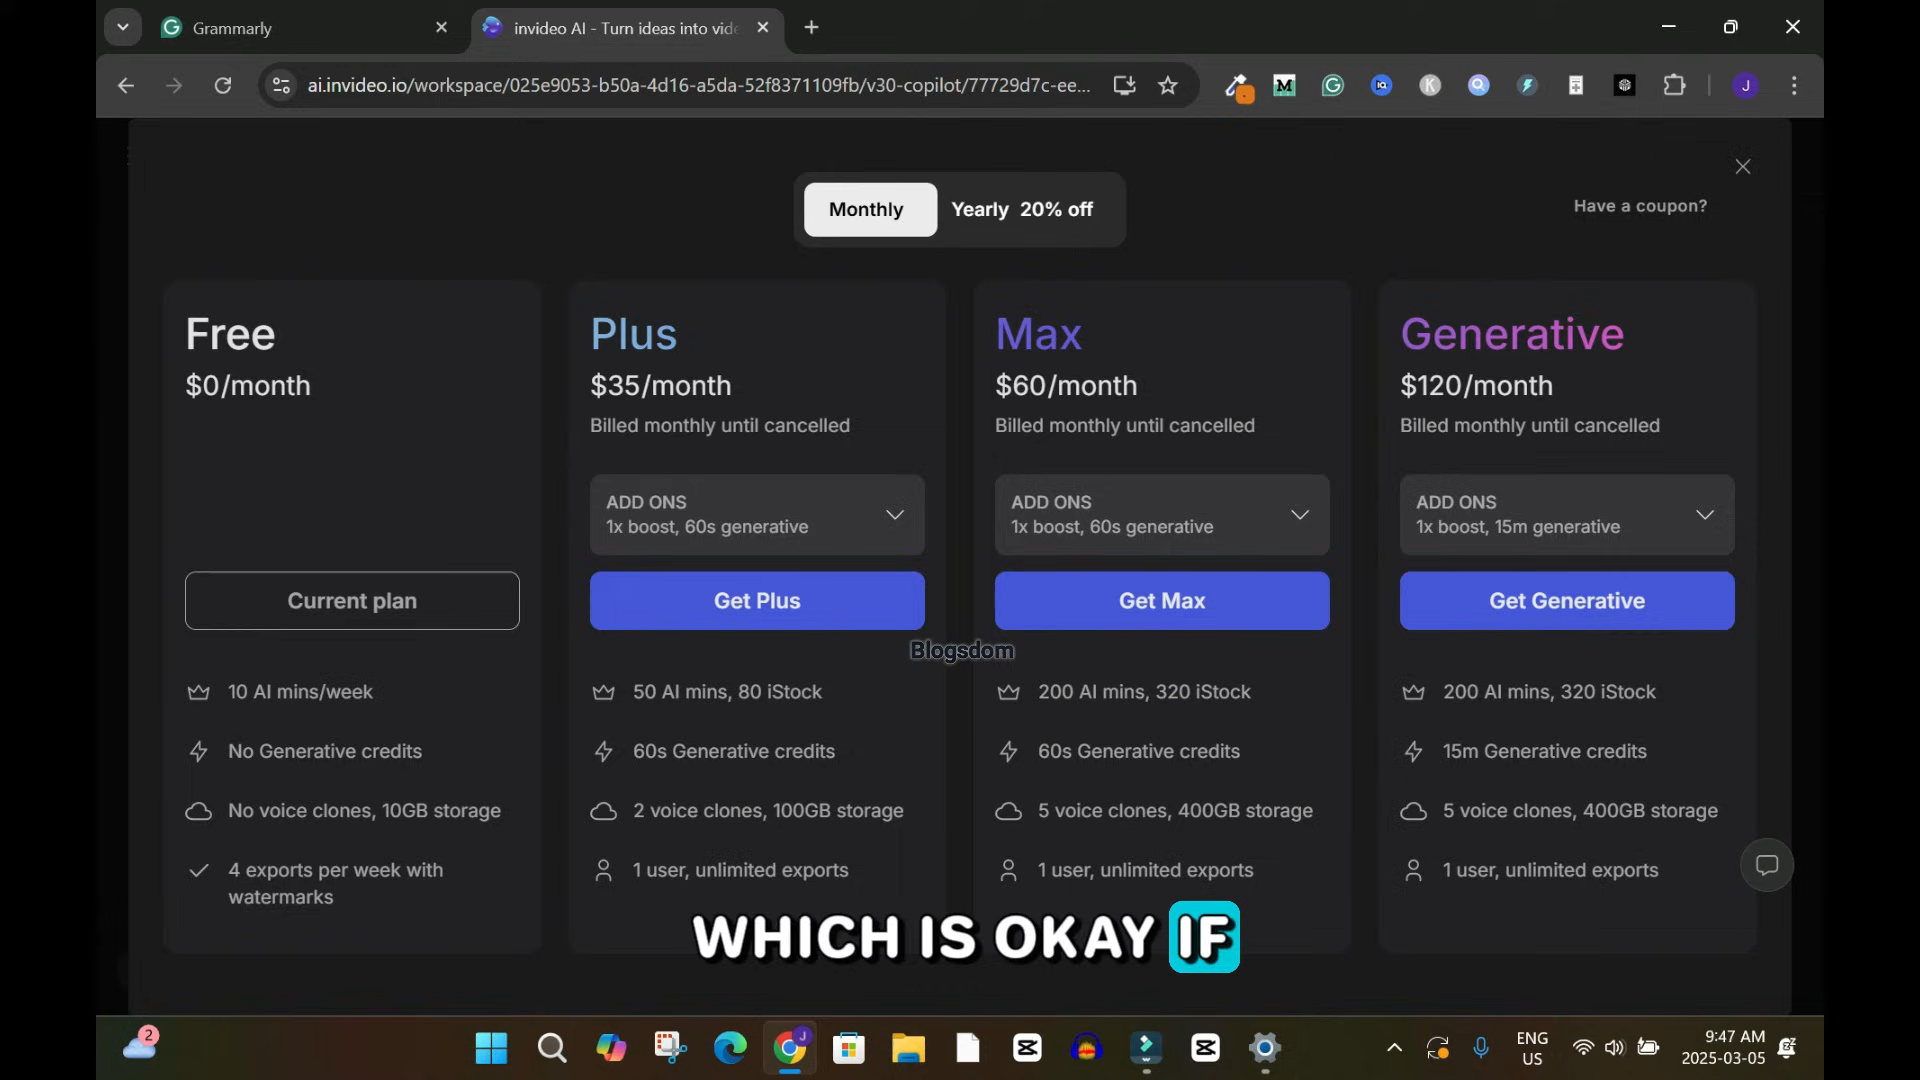 Grammarly
invideo AI - Turn ideas into vide
ai.invideo.io/workspace/025e9053-b50a-4d16-a5da-52f8371109fb/v30-copilot/77729d7c-ee...
M
G
IQ
K
J
Monthly
Yearly 20% off
Have a coupon?
Free
$0/month
Current plan
10 AI mins/week
No Generative credits
No voice clones, 10GB storage
4 exports per week with
watermarks
Plus
$35/month
Billed monthly until cancelled
ADD ONS
1x boost, 60s generative
Get Plus
50 AI mins, 80 iStock
60s Generative credits
2 voice clones, 100GB storage
1 user, unlimited exports
Max
$60/month
Billed monthly until cancelled
ADD ONS
1x boost, 60s generative
Get Max
200 AI mins, 320 iStock
60s Generative credits
5 voice clones, 400GB storage
1 user, unlimited exports
Generative
$120/month
Billed monthly until cancelled
ADD ONS
1x boost, 15m generative
Get Generative
200 AI mins, 320 iStock
15m Generative credits
5 voice clones, 400GB storage
1 user, unlimited exports
Blogsdom
WHICH IS OKAY IF
2
J
ENG
US
9:47 AM
2025-03-05